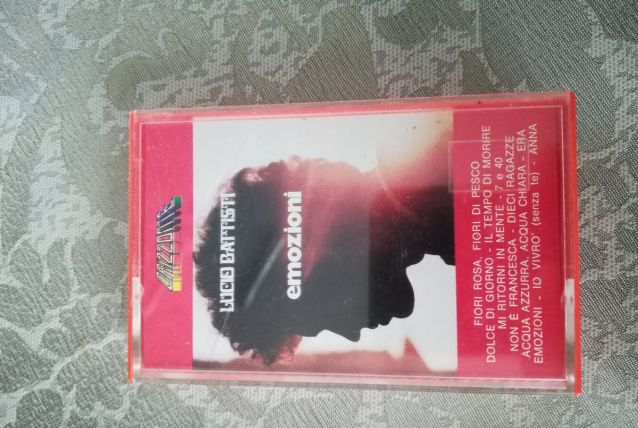 LUCIO BATTISTI
emozioni
FIORI ROSA, FIORI DI PESCO
DOLCE DI GIORNO - IL TEMPO DI MORIRE
MI RITORNI IN MENTE - 7 e 40
NON È FRANCESCA - DIECI RAGAZZE
ACQUA AZZURRA, ACQUA CHIARA - ERA
EMOZIONI - IO VIVRO' (senza te) - ANNA